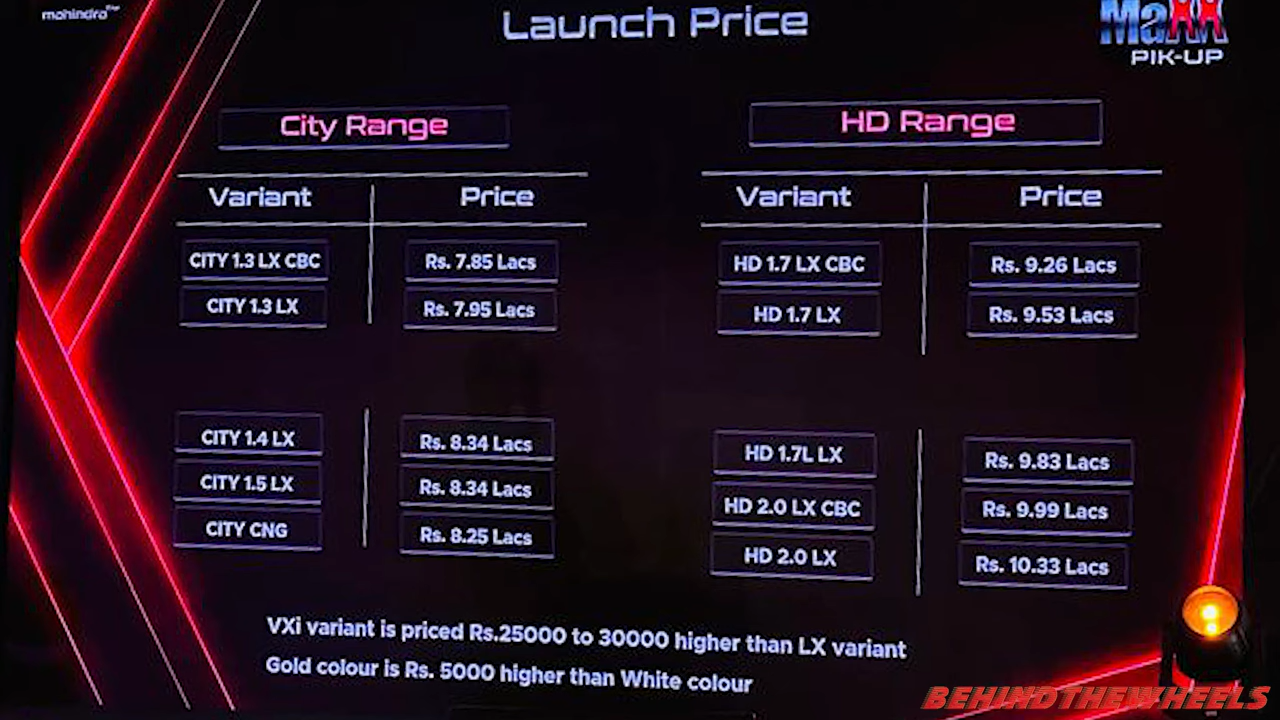 mahindra
Launch Price
MaXX
PIK-UP
City Range
Variant Price
CITY 1.3 LX CBC Rs. 7.85 Lacs
CITY 1.3 LX Rs. 7.95 Lacs
CITY 1.4 LX Rs. 8.34 Lacs
CITY 1.5 LX Rs. 8.34 Lacs
CITY CNG Rs. 8.25 Lacs
HD Range
Variant Price
HD 1.7 LX CBC Rs. 9.26 Lacs
HD 1.7 LX Rs. 9.53 Lacs
HD 1.7L LX Rs. 9.83 Lacs
HD 2.0 LX CBC Rs. 9.99 Lacs
HD 2.0 LX Rs. 10.33 Lacs
VXi variant is priced Rs.25000 to 30000 higher than LX variant
Gold colour is Rs. 5000 higher than White colour
BEHINDTHEWHEELS